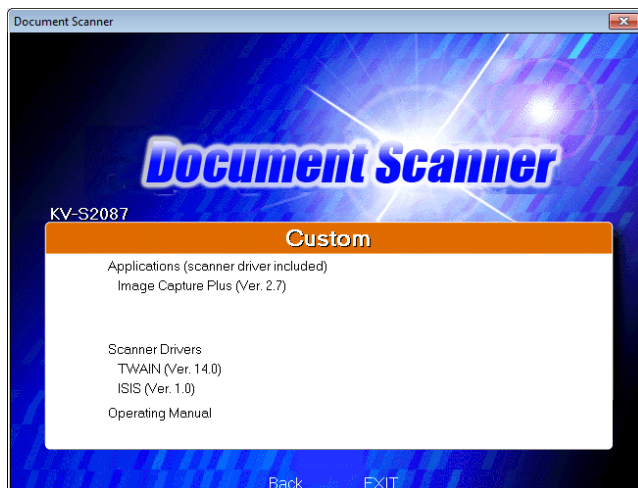 Document Scanner
Document Scanner
KV-S2087
Custom
Applications (scanner driver included)
Image Capture Plus (Ver. 2.7)
Scanner Drivers
TWAIN (Ver. 14.0)
ISIS (Ver. 1.0)
Operating Manual
Back EXIT